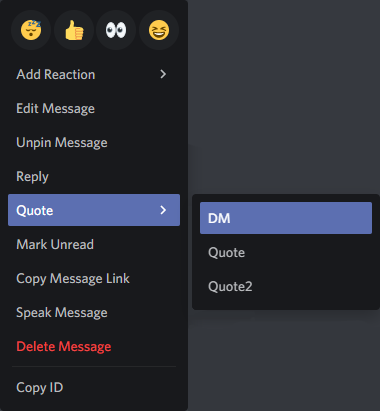 Add Reaction
Edit Message
Unpin Message
Reply
Quote
DM
Quote
Quote2
Mark Unread
Copy Message Link
Speak Message
Delete Message
Copy ID